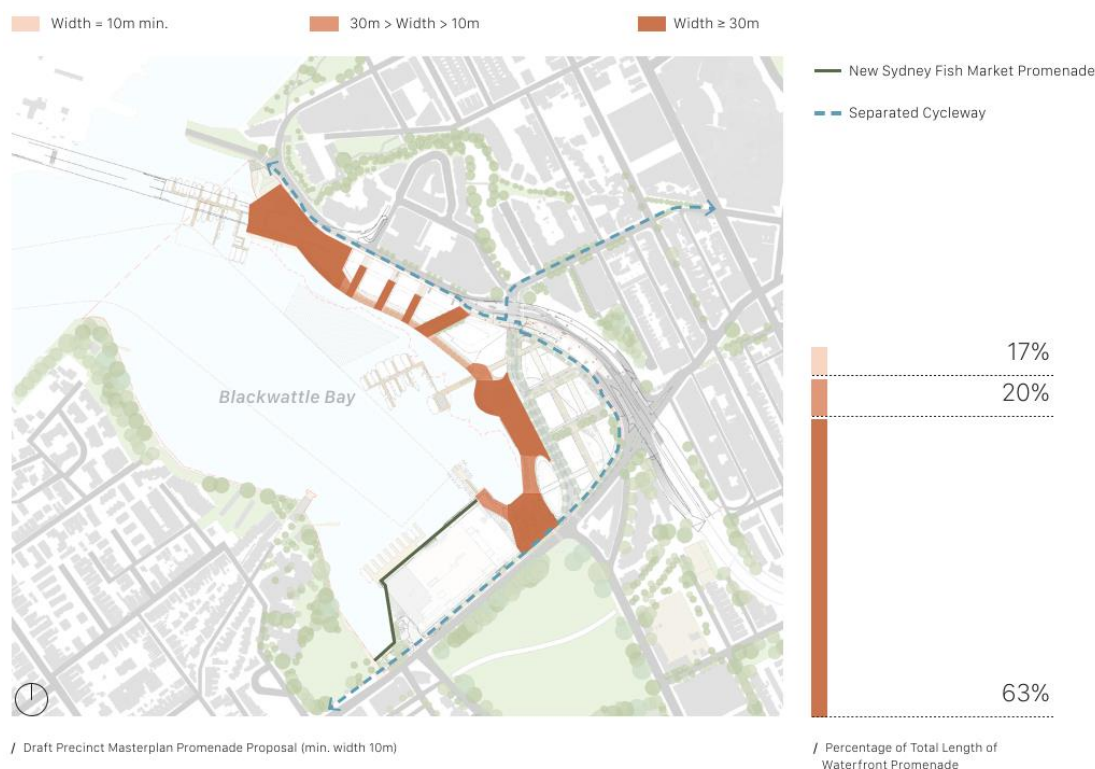 Width = 10m min.
30m > Width > 10m
Width ≥ 30m
New Sydney Fish Market Promenade
Separated Cycleway
Blackwattle Bay
17%
20%
63%
/ Draft Precinct Masterplan Promenade Proposal (min. width 10m)
/ Percentage of Total Length of
Waterfront Promenade